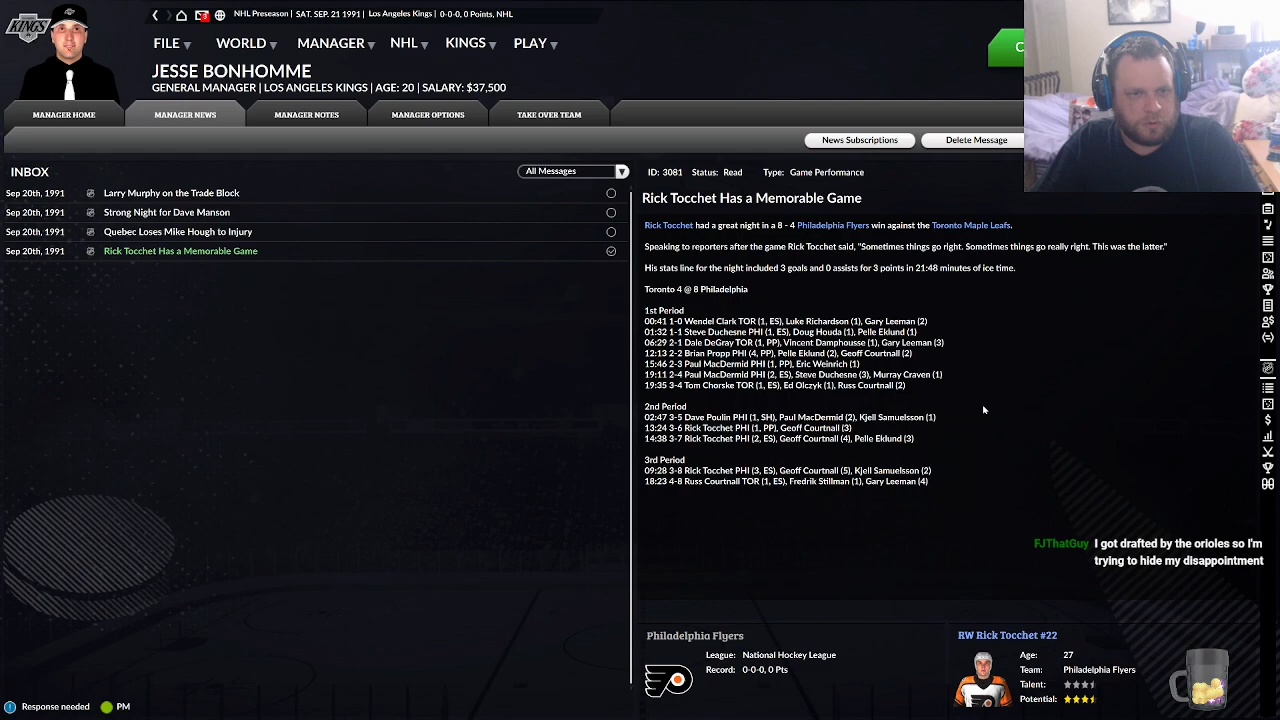 KINGS
3
NHL Preseason | SAT. SEP. 21 1991 | Los Angeles Kings | 0-0-0, 0 Points, NHL
FILE WORLD MANAGER NHL KINGS PLAY
JESSE BONHOMME
GENERAL MANAGER | LOS ANGELES KINGS | AGE: 20 | SALARY: $37,500
MANAGER HOME MANAGER NEWS MANAGER NOTES MANAGER OPTIONS TAKE OVER TEAM
News Subscriptions Delete Message
INBOX All Messages
Sep 20th, 1991 Larry Murphy on the Trade Block
Sep 20th, 1991 Strong Night for Dave Manson
Sep 20th, 1991 Quebec Loses Mike Hough to Injury
Sep 20th, 1991 Rick Tocchet Has a Memorable Game
ID: 3081 Status: Read Type: Game Performance
Rick Tocchet Has a Memorable Game
Rick Tocchet had a great night in a 8 - 4 Philadelphia Flyers win against the Toronto Maple Leafs.
Speaking to reporters after the game Rick Tocchet said, "Sometimes things go right. Sometimes things go really right. This was the latter."
His stats line for the night included 3 goals and 0 assists for 3 points in 21:48 minutes of ice time.
Toronto 4 @ 8 Philadelphia
1st Period
00:41 1-0 Wendel Clark TOR (1, ES), Luke Richardson (1), Gary Leeman (2)
01:32 1-1 Steve Duchesne PHI (1, ES), Doug Houda (1), Pelle Eklund (1)
06:29 2-1 Dale DeGray TOR (1, PP), Vincent Damphousse (1), Gary Leeman (3)
12:13 2-2 Brian Propp PHI (4, PP), Pelle Eklund (2), Geoff Courtnall (2)
15:46 2-3 Paul MacDermid PHI (1, PP), Eric Weinrich (1)
19:11 2-4 Paul MacDermid PHI (2, ES), Steve Duchesne (3), Murray Craven (1)
19:35 3-4 Tom Chorske TOR (1, ES), Ed Olczyk (1), Russ Courtnall (2)
2nd Period
02:47 3-5 Dave Poulin PHI (1, SH), Paul MacDermid (2), Kjell Samuelsson (1)
13:24 3-6 Rick Tocchet PHI (1, PP), Geoff Courtnall (3)
14:38 3-7 Rick Tocchet PHI (2, ES), Geoff Courtnall (4), Pelle Eklund (3)
3rd Period
09:28 3-8 Rick Tocchet PHI (3, ES), Geoff Courtnall (5), Kjell Samuelsson (2)
18:23 4-8 Russ Courtnall TOR (1, ES), Fredrik Stillman (1), Gary Leeman (4)
FJThatGuy I got drafted by the orioles so I'm
trying to hide my disappointment
Philadelphia Flyers
League: National Hockey League
Record: 0-0-0, 0 Pts
RW Rick Tocchet #22
Age: 27
Team: Philadelphia Flyers
Talent:
Potential:
Response needed PM